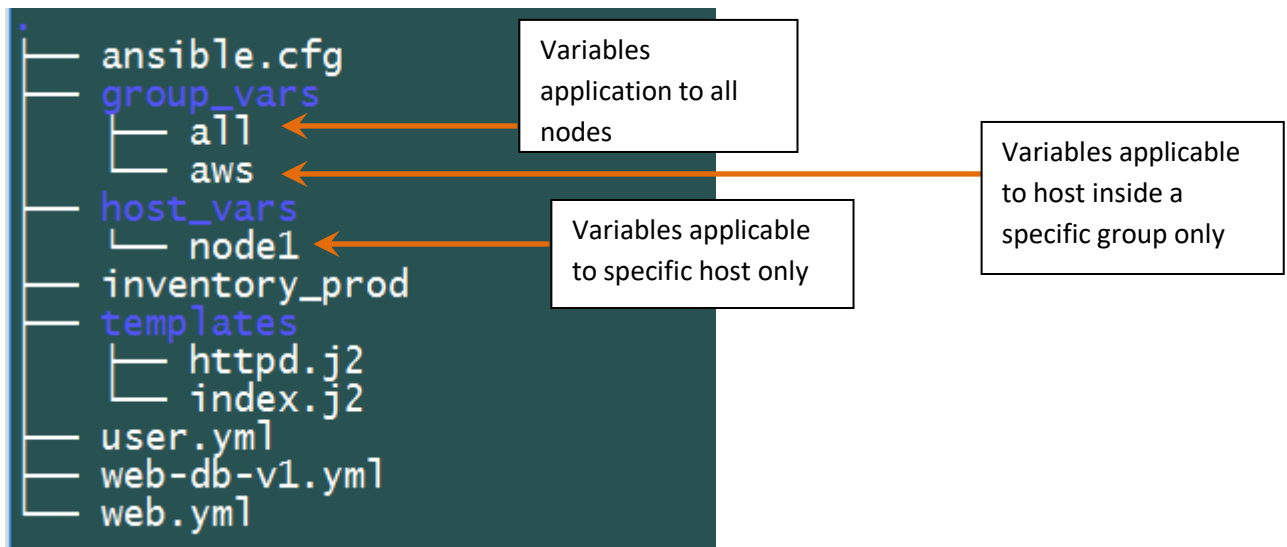 .
├── ansible.cfg
├── group_vars
│   ├── all
│   └── aws
├── host_vars
│   └── node1
├── inventory_prod
├── templates
│   ├── httpd.j2
│   └── index.j2
├── user.yml
├── web-db-v1.yml
└── web.yml
Variables
application to all
nodes
Variables applicable
to host inside a
specific group only
Variables applicable
to specific host only